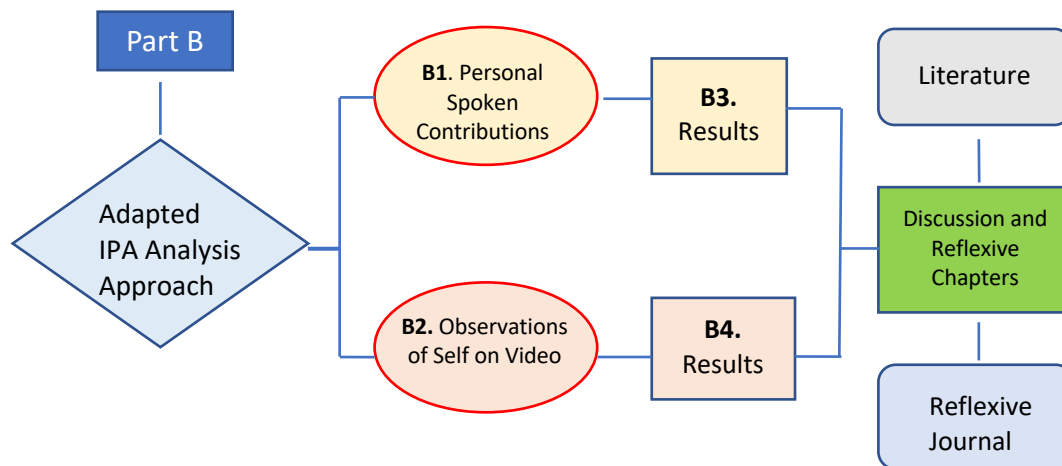 Part B
Adapted
IPA Analysis
Approach
B1. Personal
Spoken
Contributions
B3.
Results
B2. Observations
of Self on Video
B4.
Results
Literature
Discussion and
Reflexive
Chapters
Reflexive
Journal